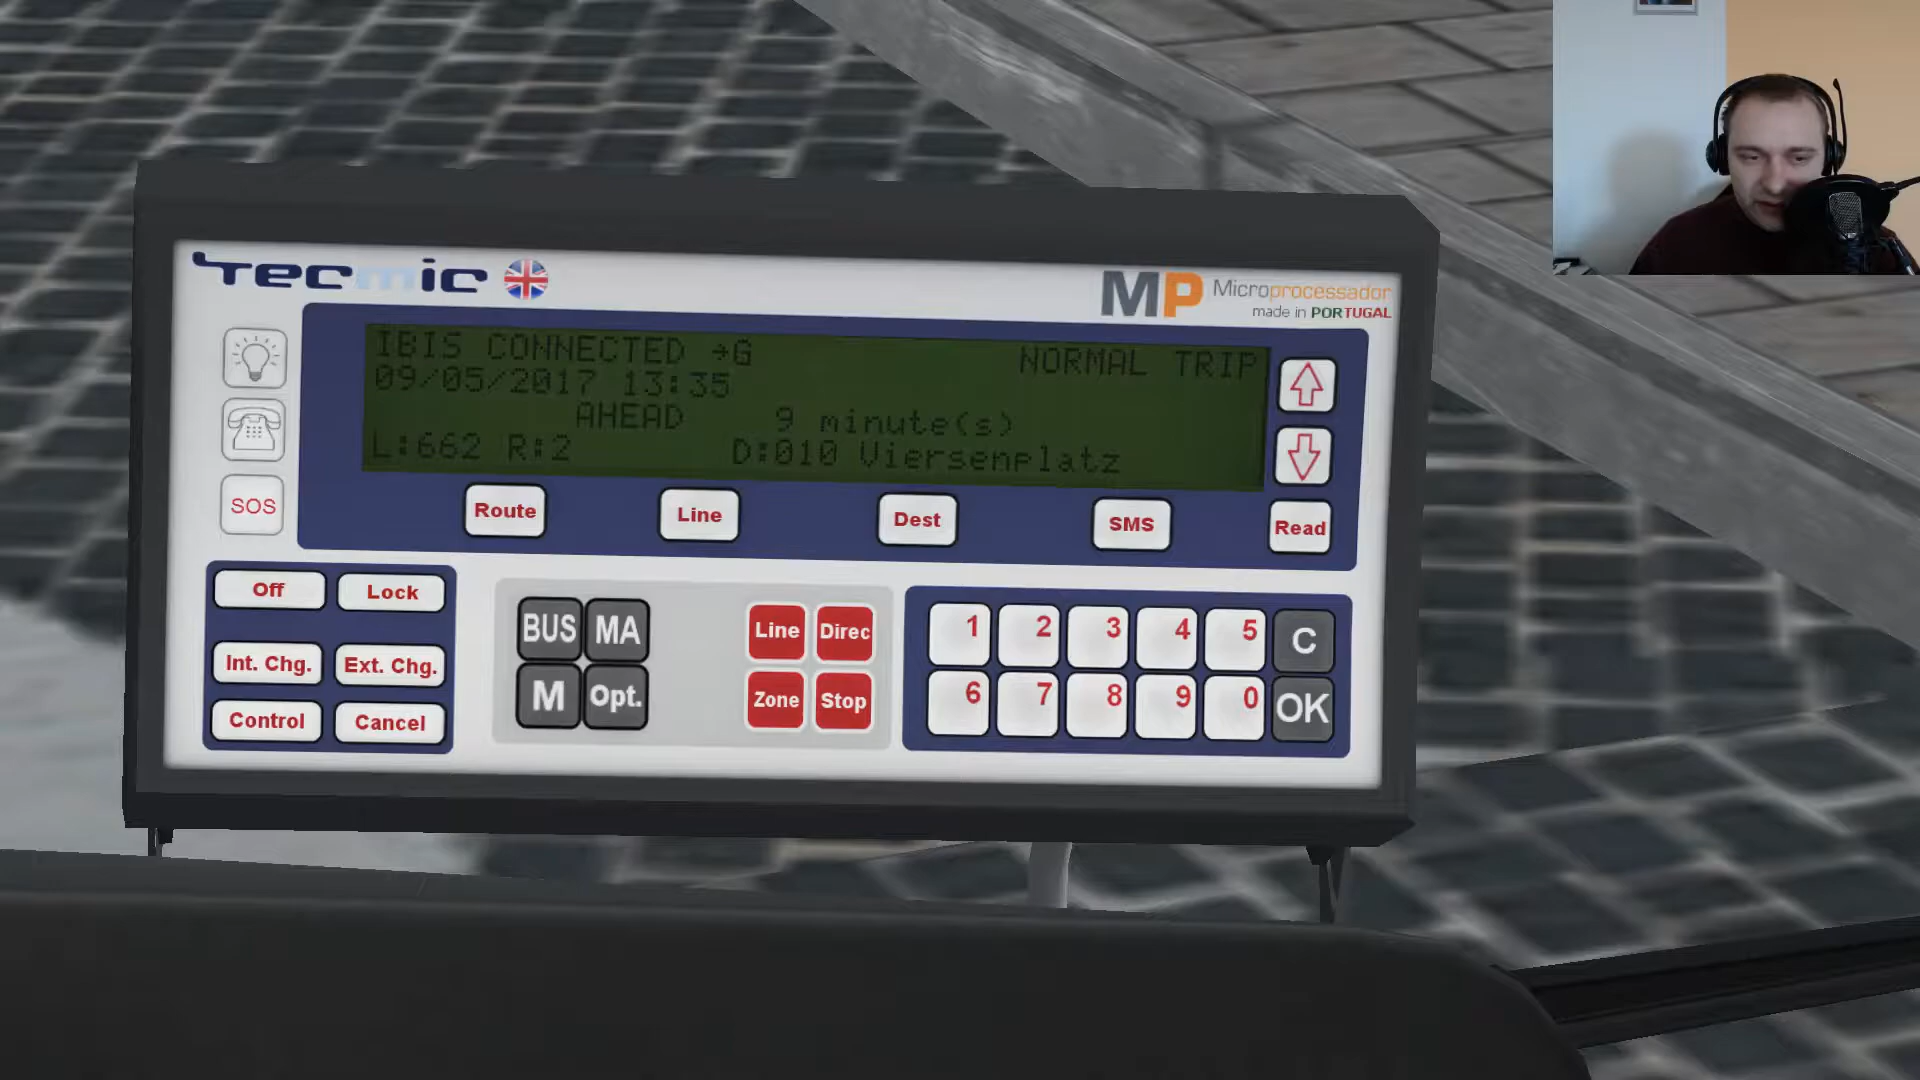 Tecmic
MP Microprocessador
made in PORTUGAL
IBIS CONNECTED →G NORMAL TRIP
09/05/2017 13:35
AHEAD 9 minute(s)
L:662 R:2 D:010 Viersenplatz
SOS
Route Line Dest SMS Read
Off Lock
Int. Chg. Ext. Chg.
Control Cancel
BUS MA
M Opt.
Line Direc
Zone Stop
1 2 3 4 5 C
6 7 8 9 0 OK